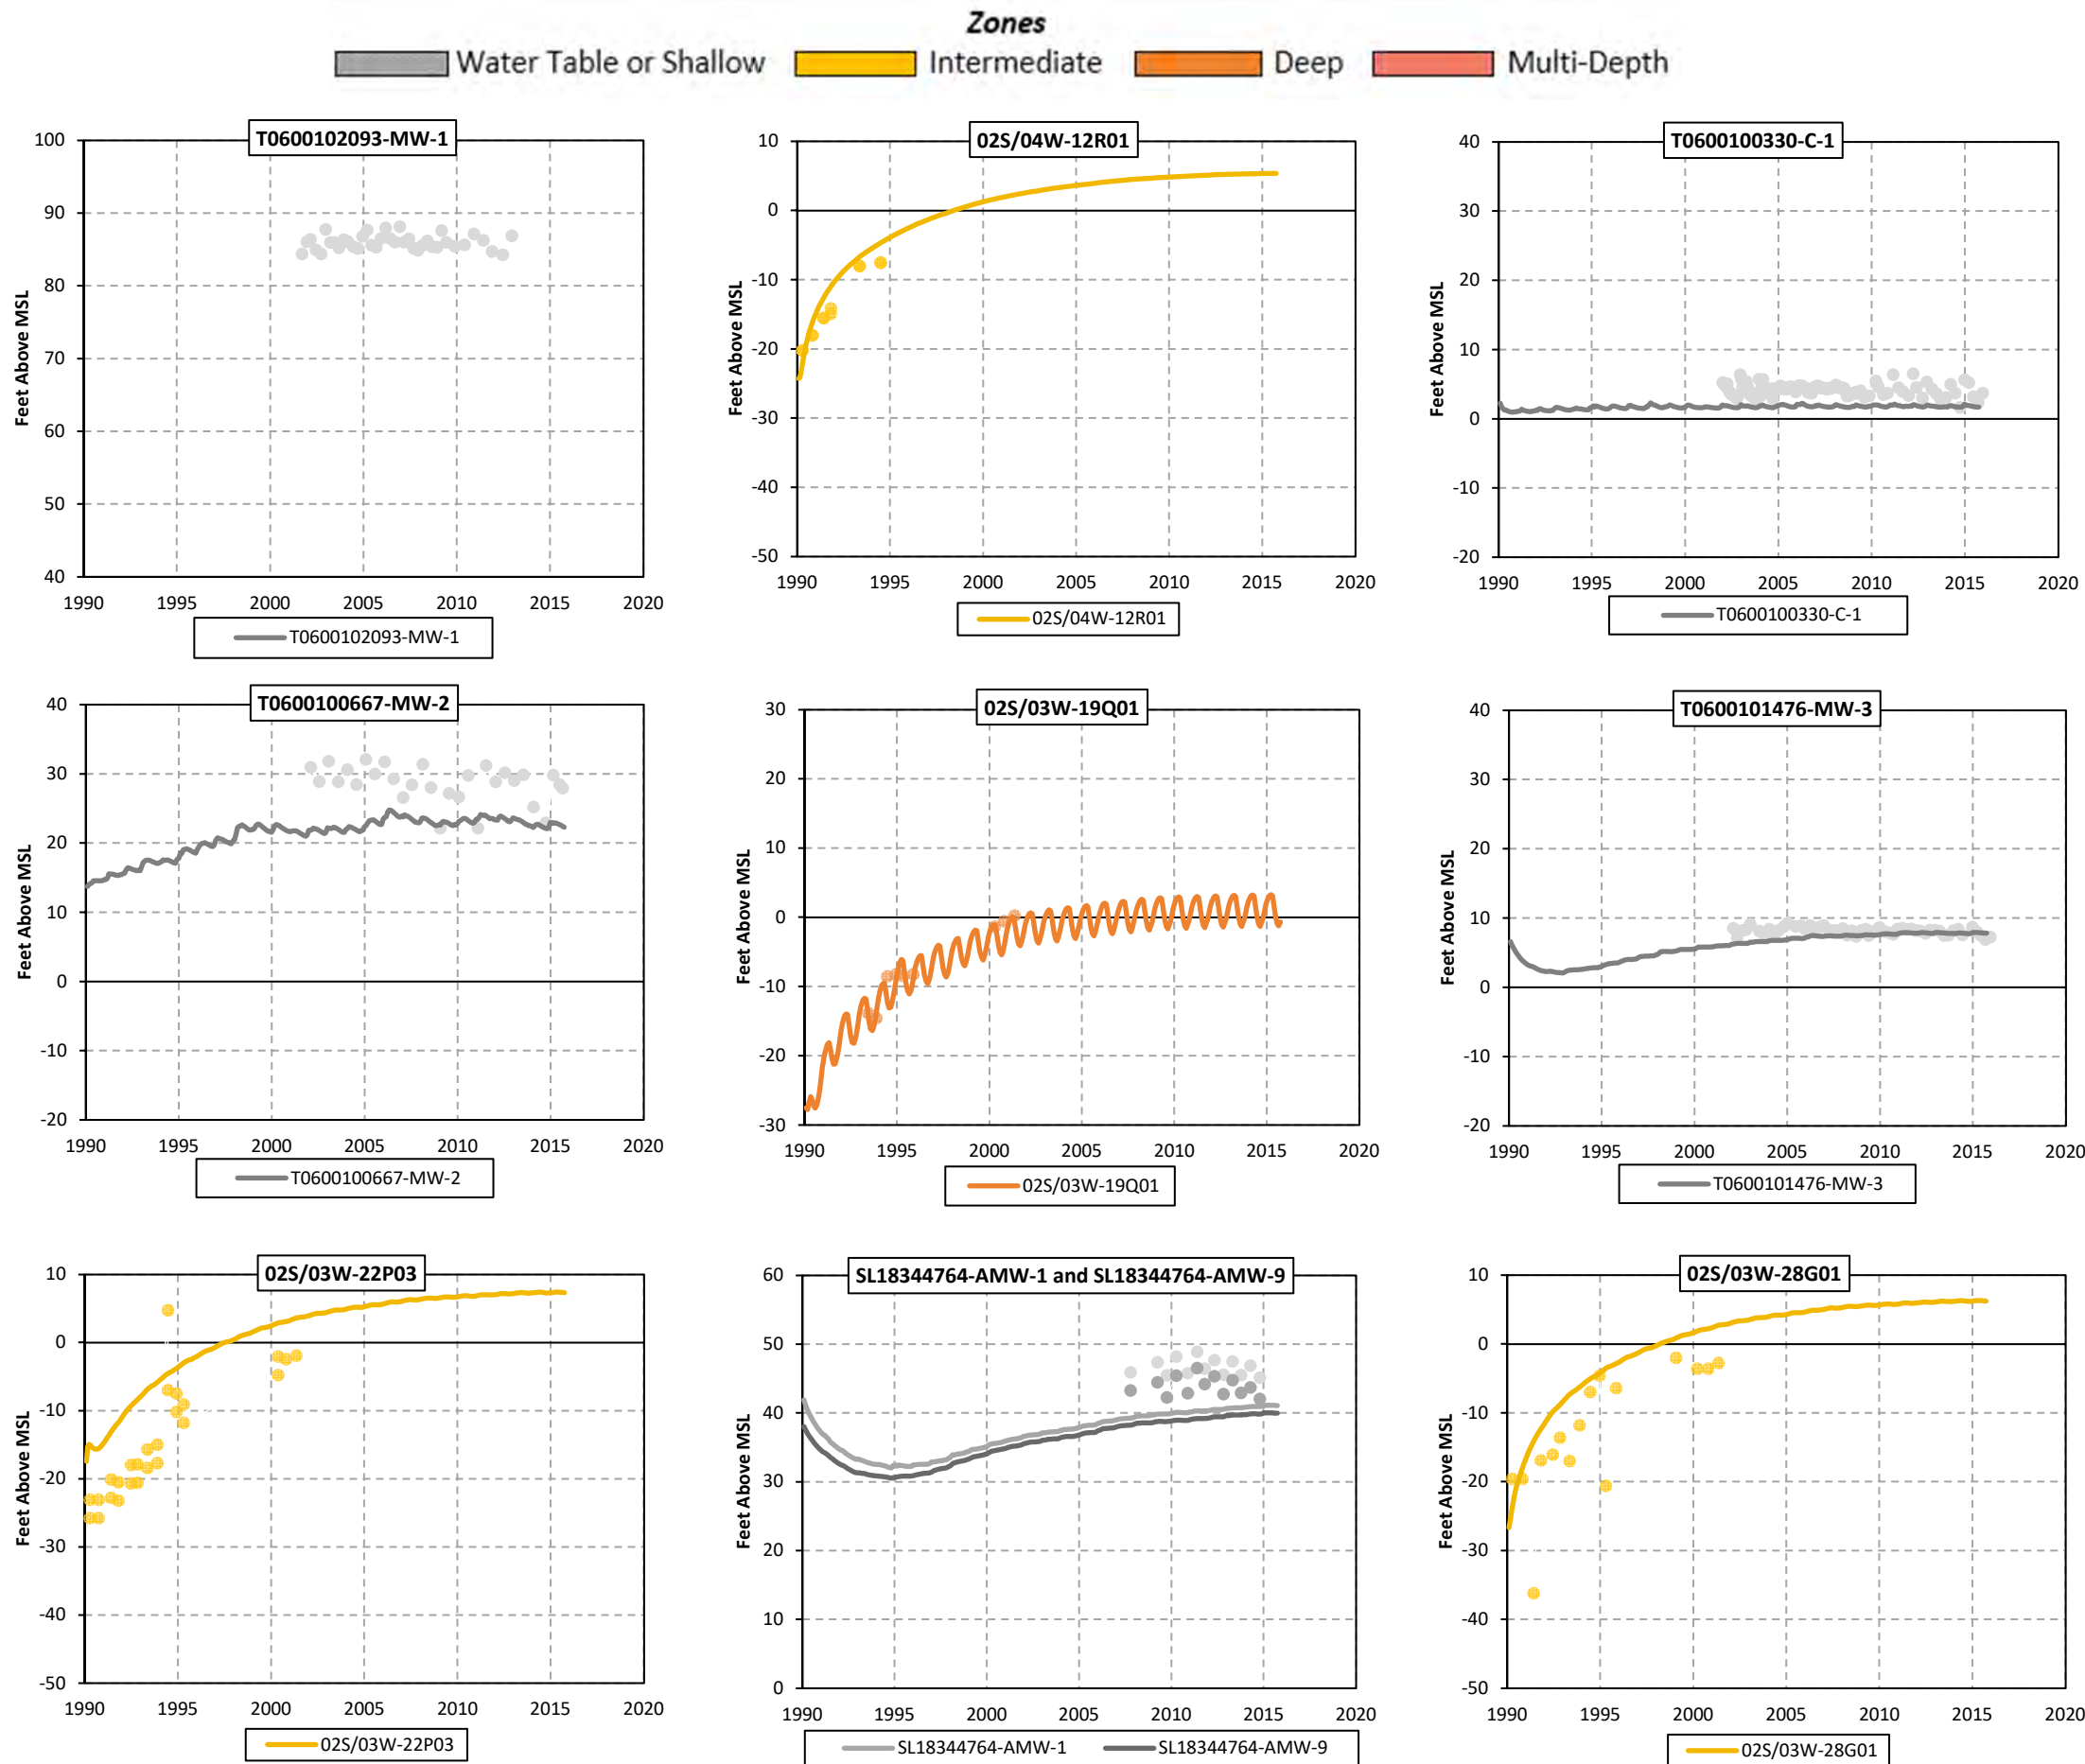 Zones
Water Table or Shallow Intermediate Deep Multi-Depth
T0600102093-MW-1
Feet Above MSL
100
90
80
70
60
50
40
1990 1995 2000 2005 2010 2015 2020
T0600102093-MW-1
02S/04W-12R01
Feet Above MSL
10
0
-10
-20
-30
-40
-50
1990 1995 2000 2005 2010 2015 2020
02S/04W-12R01
T0600100330-C-1
Feet Above MSL
40
30
20
10
0
-10
-20
1990 1995 2000 2005 2010 2015 2020
T0600100330-C-1
T0600100667-MW-2
Feet Above MSL
40
30
20
10
0
-10
-20
1990 1995 2000 2005 2010 2015 2020
T0600100667-MW-2
02S/03W-19Q01
Feet Above MSL
30
20
10
0
-10
-20
-30
1990 1995 2000 2005 2010 2015 2020
02S/03W-19Q01
T0600101476-MW-3
Feet Above MSL
40
30
20
10
0
-10
-20
1990 1995 2000 2005 2010 2015 2020
T0600101476-MW-3
02S/03W-22P03
Feet Above MSL
10
0
-10
-20
-30
-40
-50
1990 1995 2000 2005 2010 2015 2020
02S/03W-22P03
SL18344764-AMW-1 and SL18344764-AMW-9
Feet Above MSL
60
50
40
30
20
10
0
1990 1995 2000 2005 2010 2015 2020
SL18344764-AMW-1 SL18344764-AMW-9
02S/03W-28G01
Feet Above MSL
10
0
-10
-20
-30
-40
-50
1990 1995 2000 2005 2010 2015 2020
02S/03W-28G01